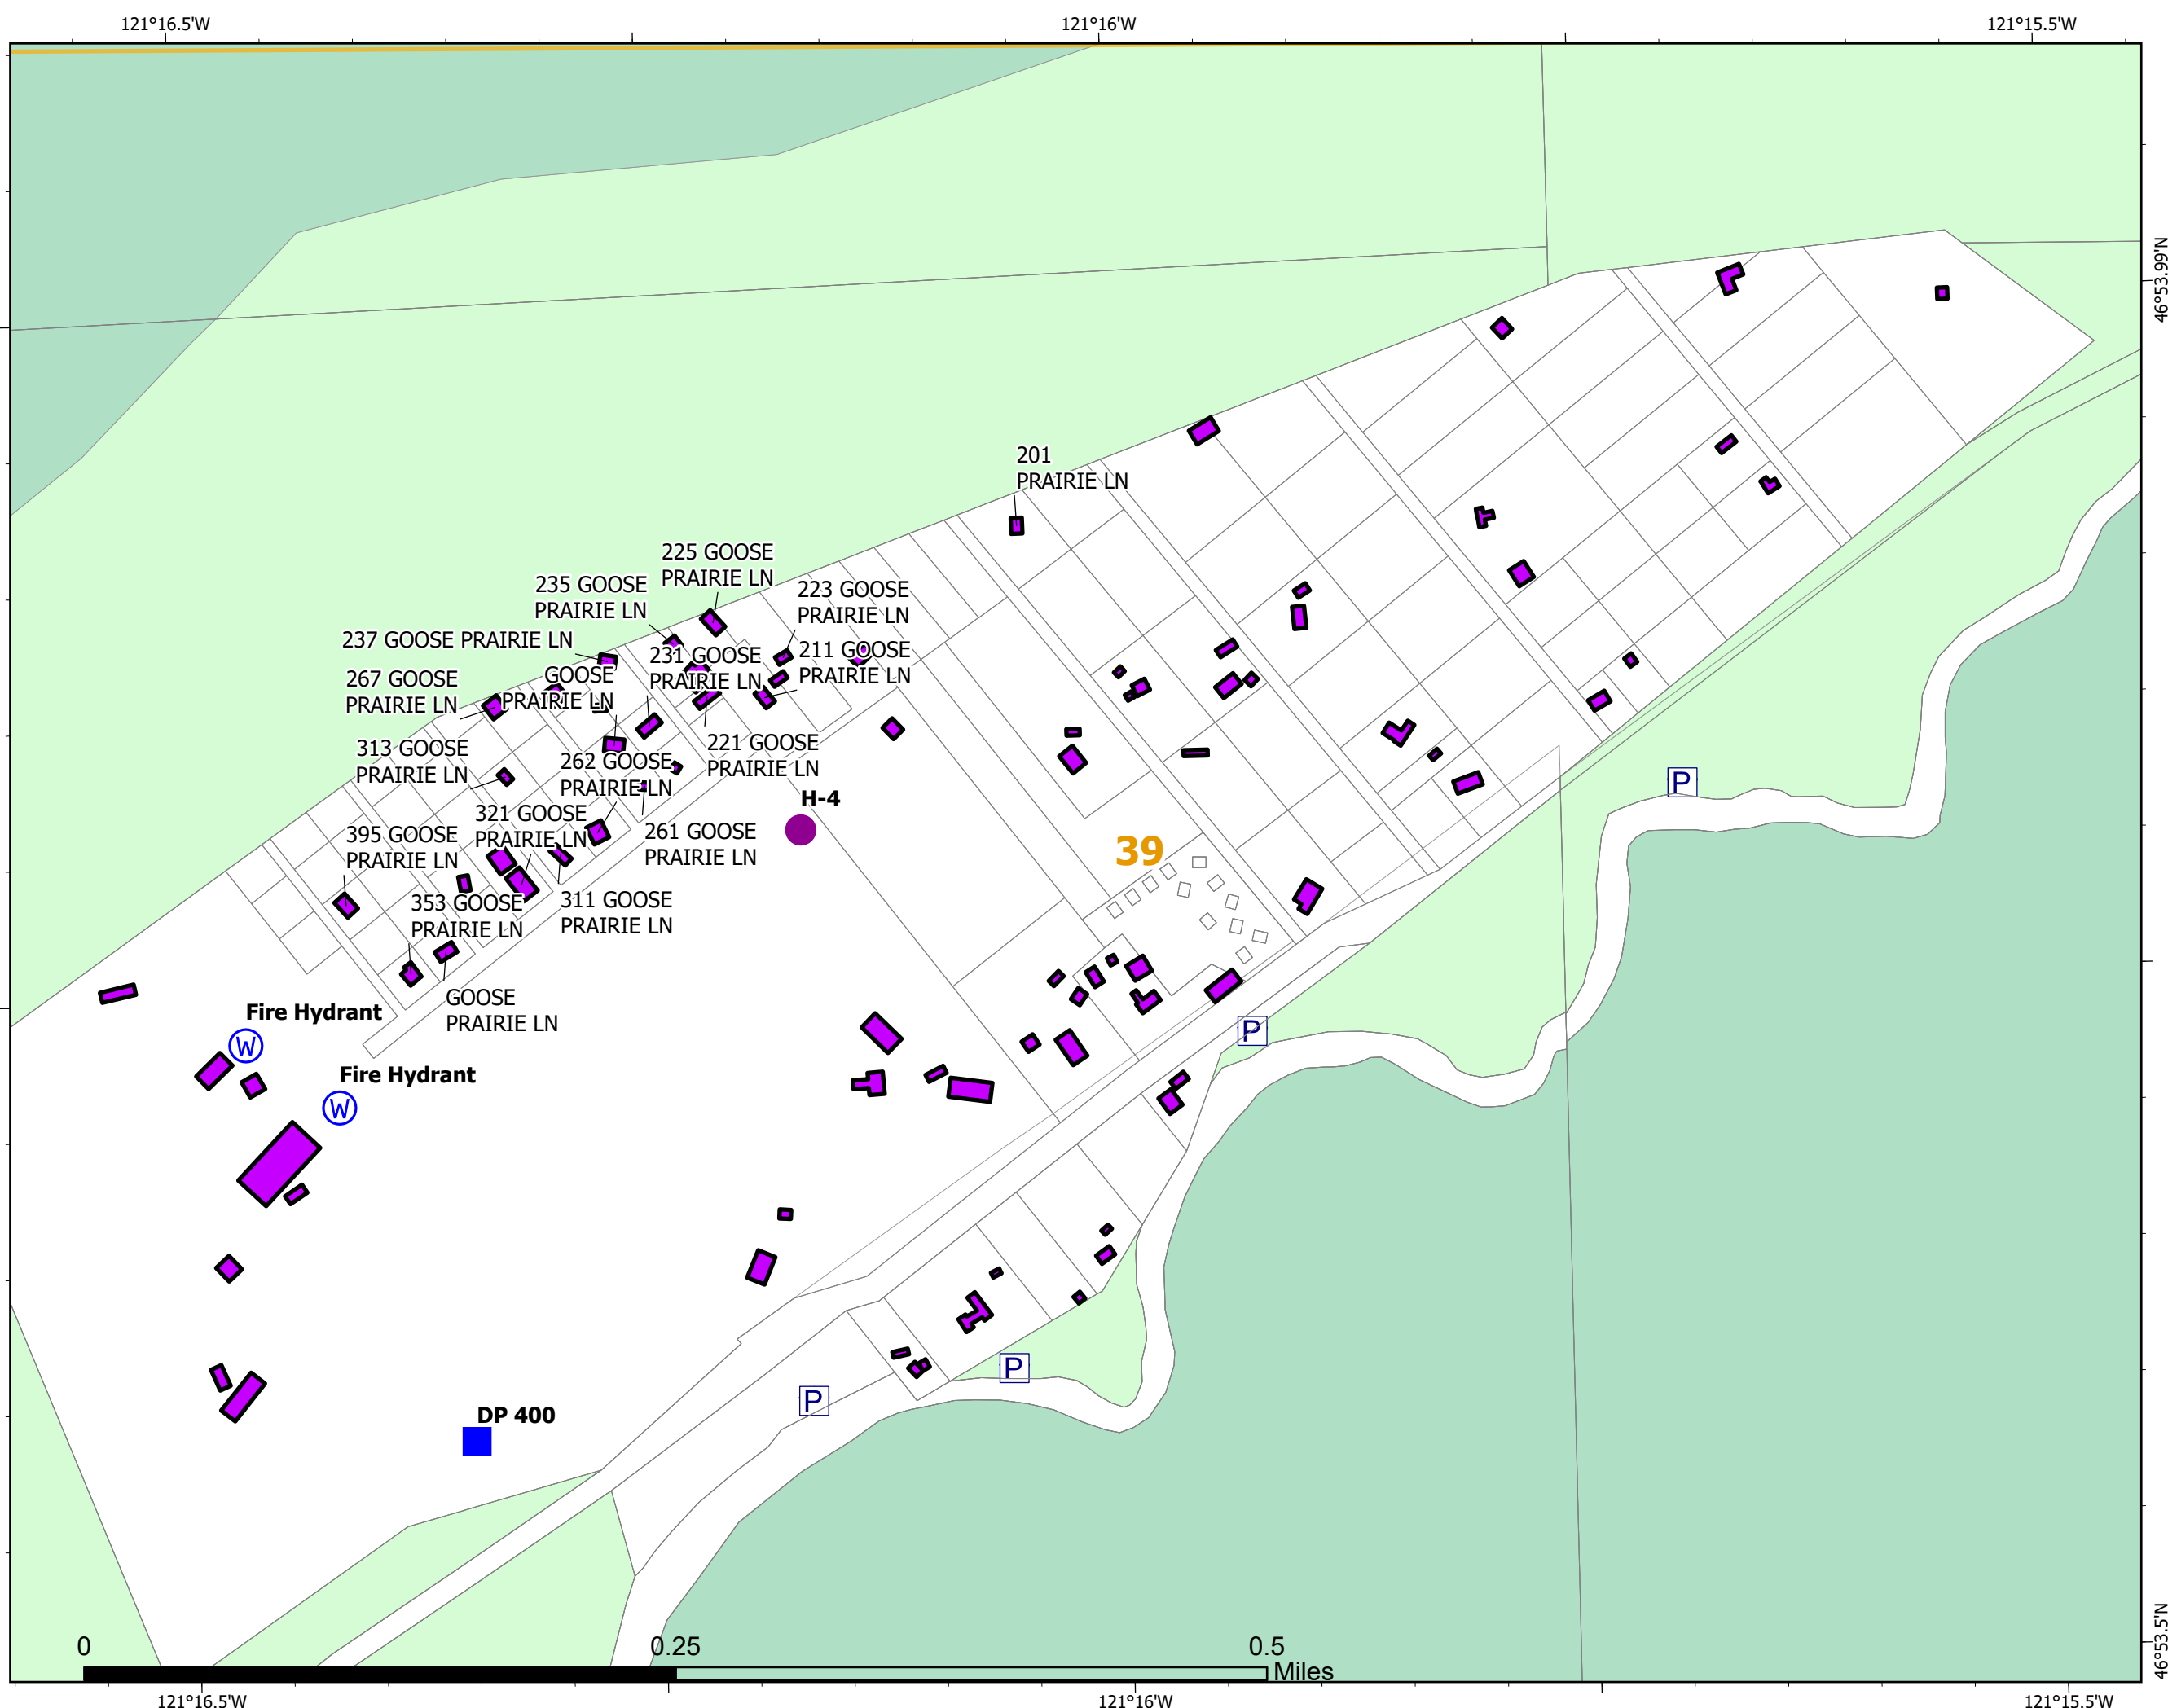 121°16.5'W
121°16'W
121°15.5'W
46°53.99'N
201
PRAIRIE LN
225 GOOSE
PRAIRIE LN
235 GOOSE
PRAIRIE LN
223 GOOSE
PRAIRIE LN
237 GOOSE PRAIRIE LN
231 GOOSE
PRAIRIE LN
211 GOOSE
PRAIRIE LN
267 GOOSE
PRAIRIE LN
GOOSE
PRAIRIE LN
313 GOOSE
PRAIRIE LN
221 GOOSE
PRAIRIE LN
262 GOOSE
PRAIRIE LN
P
H-4
321 GOOSE
PRAIRIE LN
395 GOOSE
PRAIRIE LN
261 GOOSE
PRAIRIE LN
39
353 GOOSE
PRAIRIE LN
311 GOOSE
PRAIRIE LN
GOOSE
PRAIRIE LN
Fire Hydrant
W
P
Fire Hydrant
W
P
P
DP 400
46°53.5'N
0
0.25
0.5
Miles
121°16.5'W
121°16'W
121°15.5'W